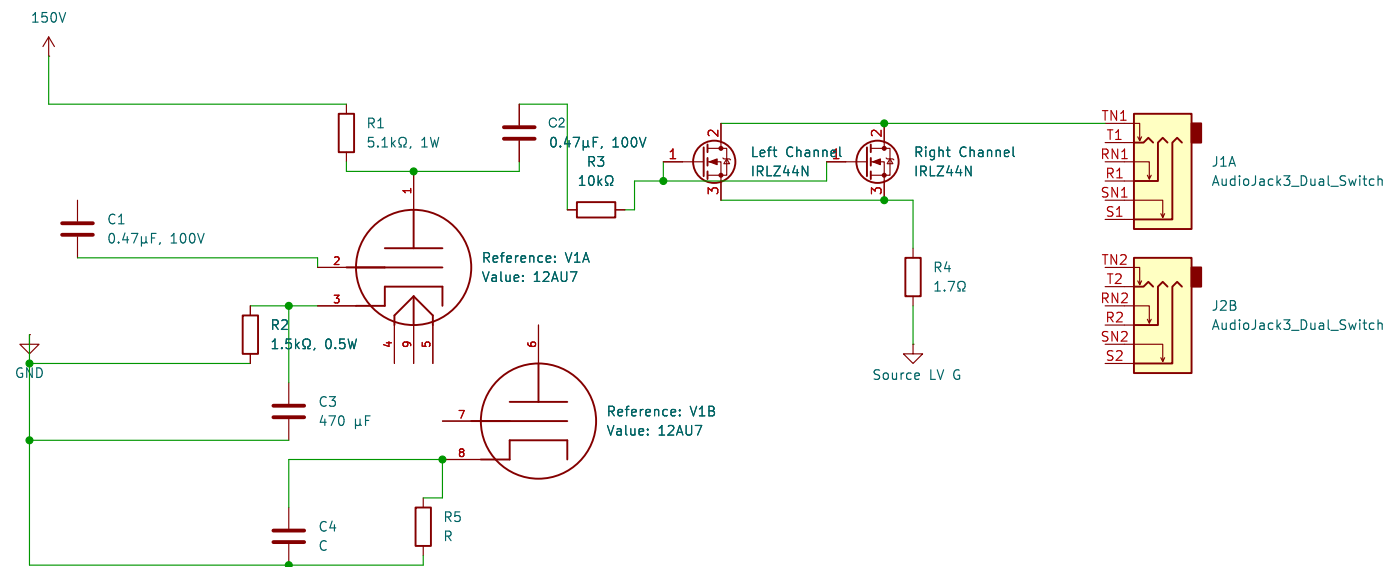 150V
R1
5.1kΩ, 1W
C2
0.47µF, 100V
R3
10kΩ
1
2
3
Left Channel
IRLZ44N
1
2
3
Right Channel
IRLZ44N
TN1
T1
RN1
R1
SN1
S1
J1A
AudioJack3_Dual_Switch
C1
0.47µF, 100V
1
2
3
4
9
5
Reference: V1A
Value: 12AU7
R4
1.7Ω
Source LV G
TN2
T2
RN2
R2
SN2
S2
J2B
AudioJack3_Dual_Switch
R2
1.5kΩ, 0.5W
GND
C3
470 µF
6
7
8
Reference: V1B
Value: 12AU7
C4
C
R5
R